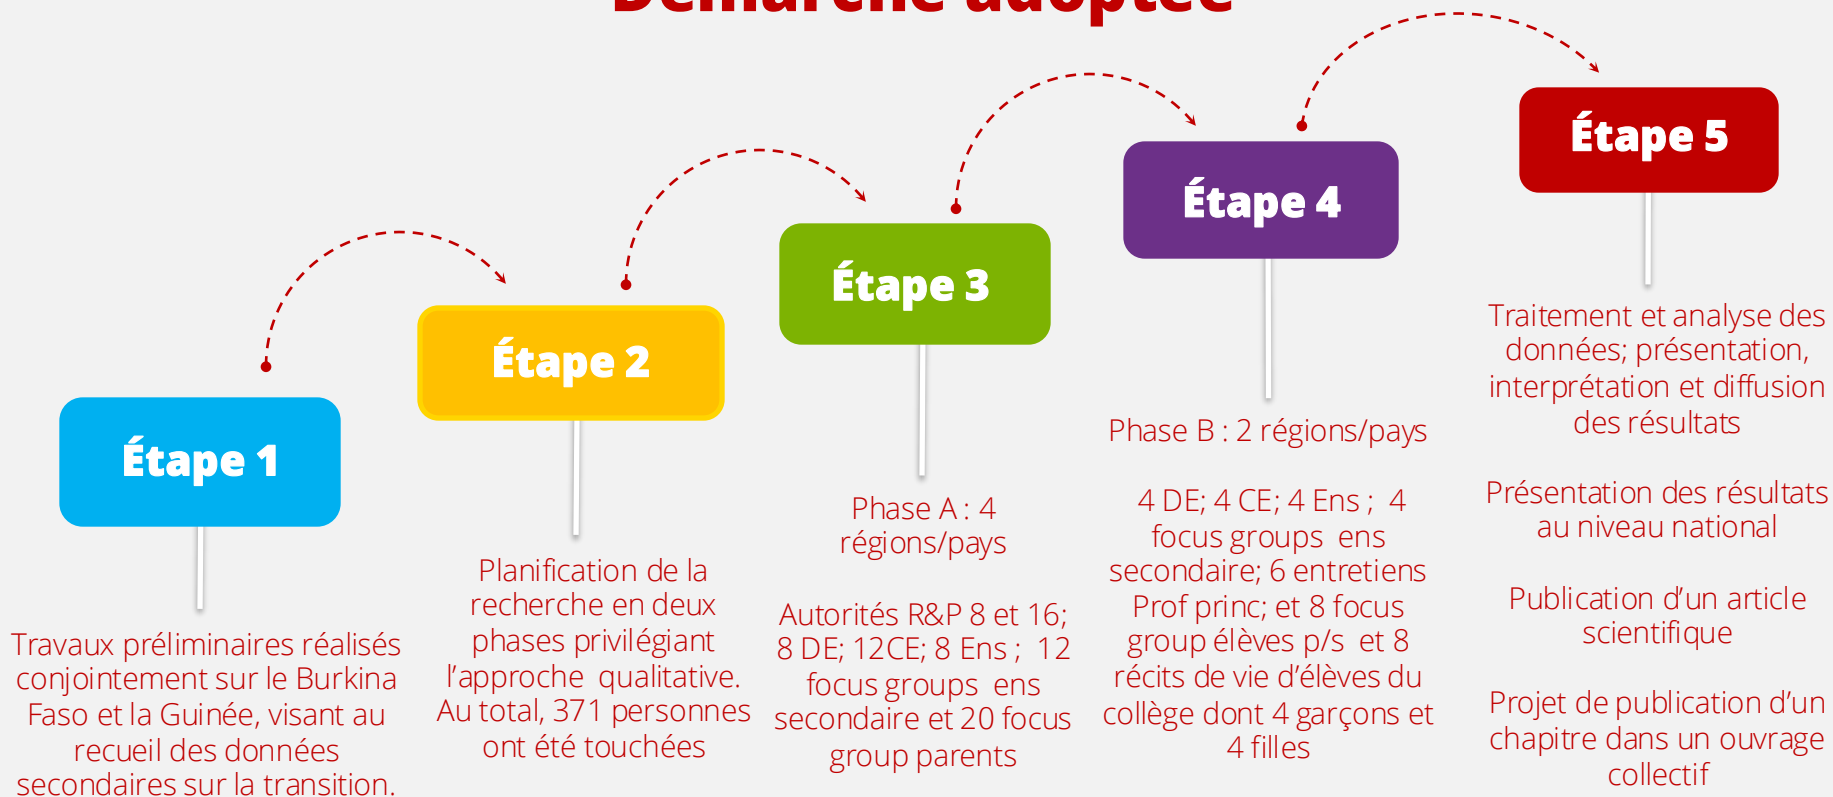 Démarche adoptée
Étape 1
Travaux préliminaires réalisés
conjointement sur le Burkina
Faso et la Guinée, visant au
recueil des données
secondaires sur la transition.
Étape 2
Planification de la
recherche en deux
phases privilégiant
l’approche qualitative.
Au total, 371 personnes
ont été touchées
Étape 3
Phase A : 4
régions/pays
Autorités R&P 8 et 16;
8 DE; 12CE; 8 Ens ; 12
focus groups ens
secondaire et 20 focus
group parents
Étape 4
Phase B : 2 régions/pays
4 DE; 4 CE; 4 Ens ; 4
focus groups ens
secondaire; 6 entretiens
Prof princ; et 8 focus
group élèves p/s et 8
récits de vie d’élèves du
collège dont 4 garçons et
4 filles
Étape 5
Traitement et analyse des
données; présentation,
interprétation et diffusion
des résultats
Présentation des résultats
au niveau national
Publication d’un article
scientifique
Projet de publication d’un
chapitre dans un ouvrage
collectif